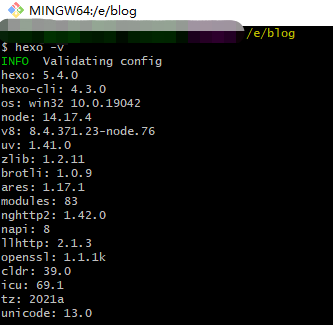 MINGW64:/e/blog
/e/blog
$ hexo -v
INFO  Validating config
hexo: 5.4.0
hexo-cli: 4.3.0
os: win32 10.0.19042
node: 14.17.4
v8: 8.4.371.23-node.76
uv: 1.41.0
zlib: 1.2.11
brotli: 1.0.9
ares: 1.17.1
modules: 83
nghttp2: 1.42.0
napi: 8
llhttp: 2.1.3
openssl: 1.1.1k
cldr: 39.0
icu: 69.1
tz: 2021a
unicode: 13.0